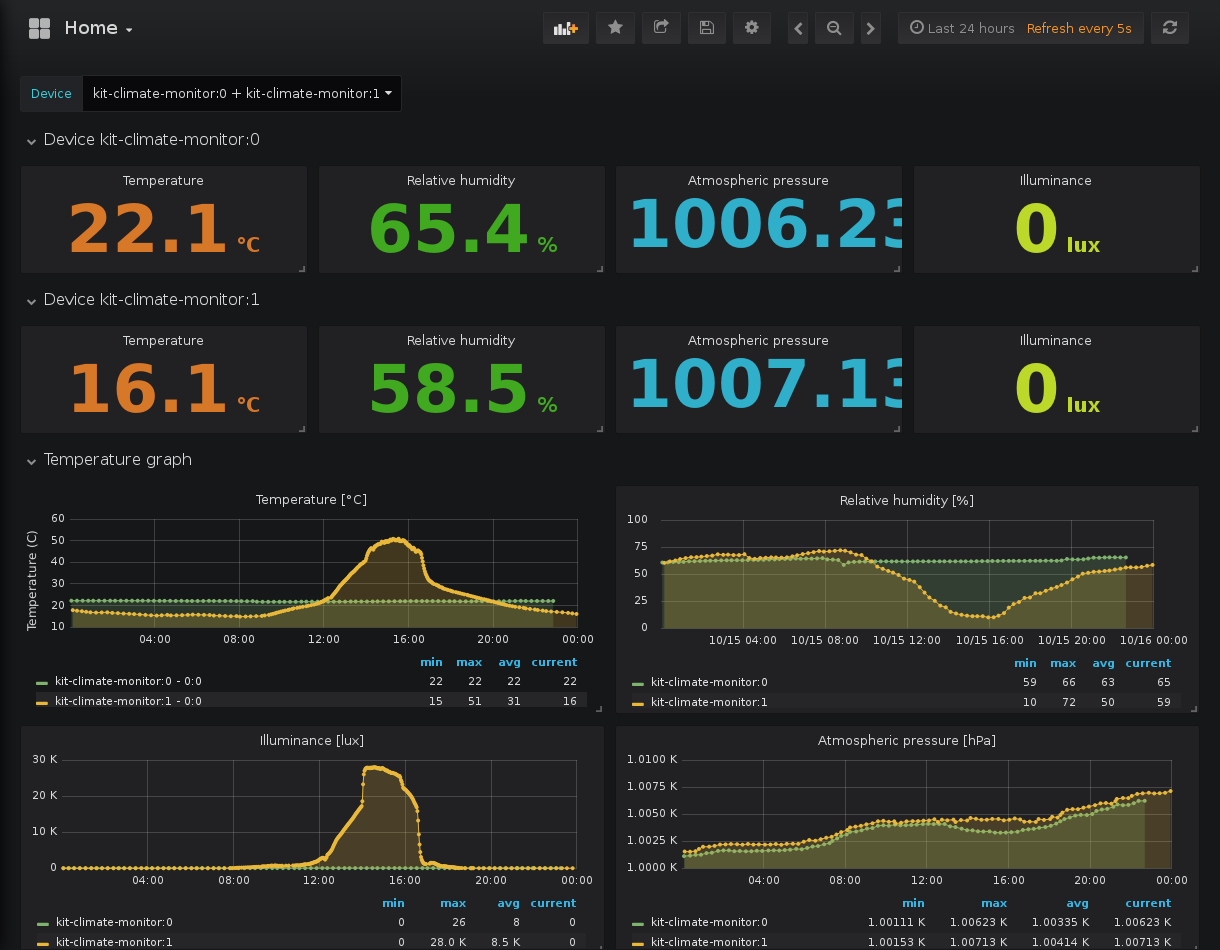 Home
Last 24 hours Refresh every 5s
Device kit-climate-monitor:0 + kit-climate-monitor:1
Device kit-climate-monitor:0
Temperature Relative humidity Atmospheric pressure Illuminance
22.1 °C 65.4 % 1006.23 0 lux
Device kit-climate-monitor:1
Temperature Relative humidity Atmospheric pressure Illuminance
16.1 °C 58.5 % 1007.13 0 lux
Temperature graph
Temperature [°C]
Temperature (C)
60
50
40
30
20
10
04:00 08:00 12:00 16:00 20:00 00:00
min max avg current
kit-climate-monitor:0 - 0:0 22 22 22 22
kit-climate-monitor:1 - 0:0 15 51 31 16
Relative humidity [%]
100
75
50
25
0
10/15 04:00 10/15 08:00 10/15 12:00 10/15 16:00 10/15 20:00 10/16 00:00
min max avg current
kit-climate-monitor:0 59 66 63 65
kit-climate-monitor:1 10 72 50 59
Illuminance [lux]
30 K
20 K
10 K
0
04:00 08:00 12:00 16:00 20:00 00:00
min max avg current
kit-climate-monitor:0 0 26 8 0
kit-climate-monitor:1 0 28.0 K 8.5 K 0
Atmospheric pressure [hPa]
1.0100 K
1.0075 K
1.0050 K
1.0025 K
1.0000 K
04:00 08:00 12:00 16:00 20:00 00:00
min max avg current
kit-climate-monitor:0 1.00111 K 1.00623 K 1.00335 K 1.00623 K
kit-climate-monitor:1 1.00153 K 1.00713 K 1.00414 K 1.00713 K